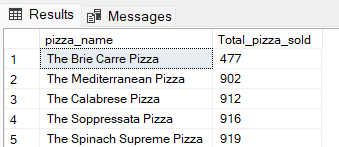 Results Messages
pizza_name Total_pizza_sold
1 The Brie Carre Pizza 477
2 The Mediterranean Pizza 902
3 The Calabrese Pizza 912
4 The Soppressata Pizza 916
5 The Spinach Supreme Pizza 919